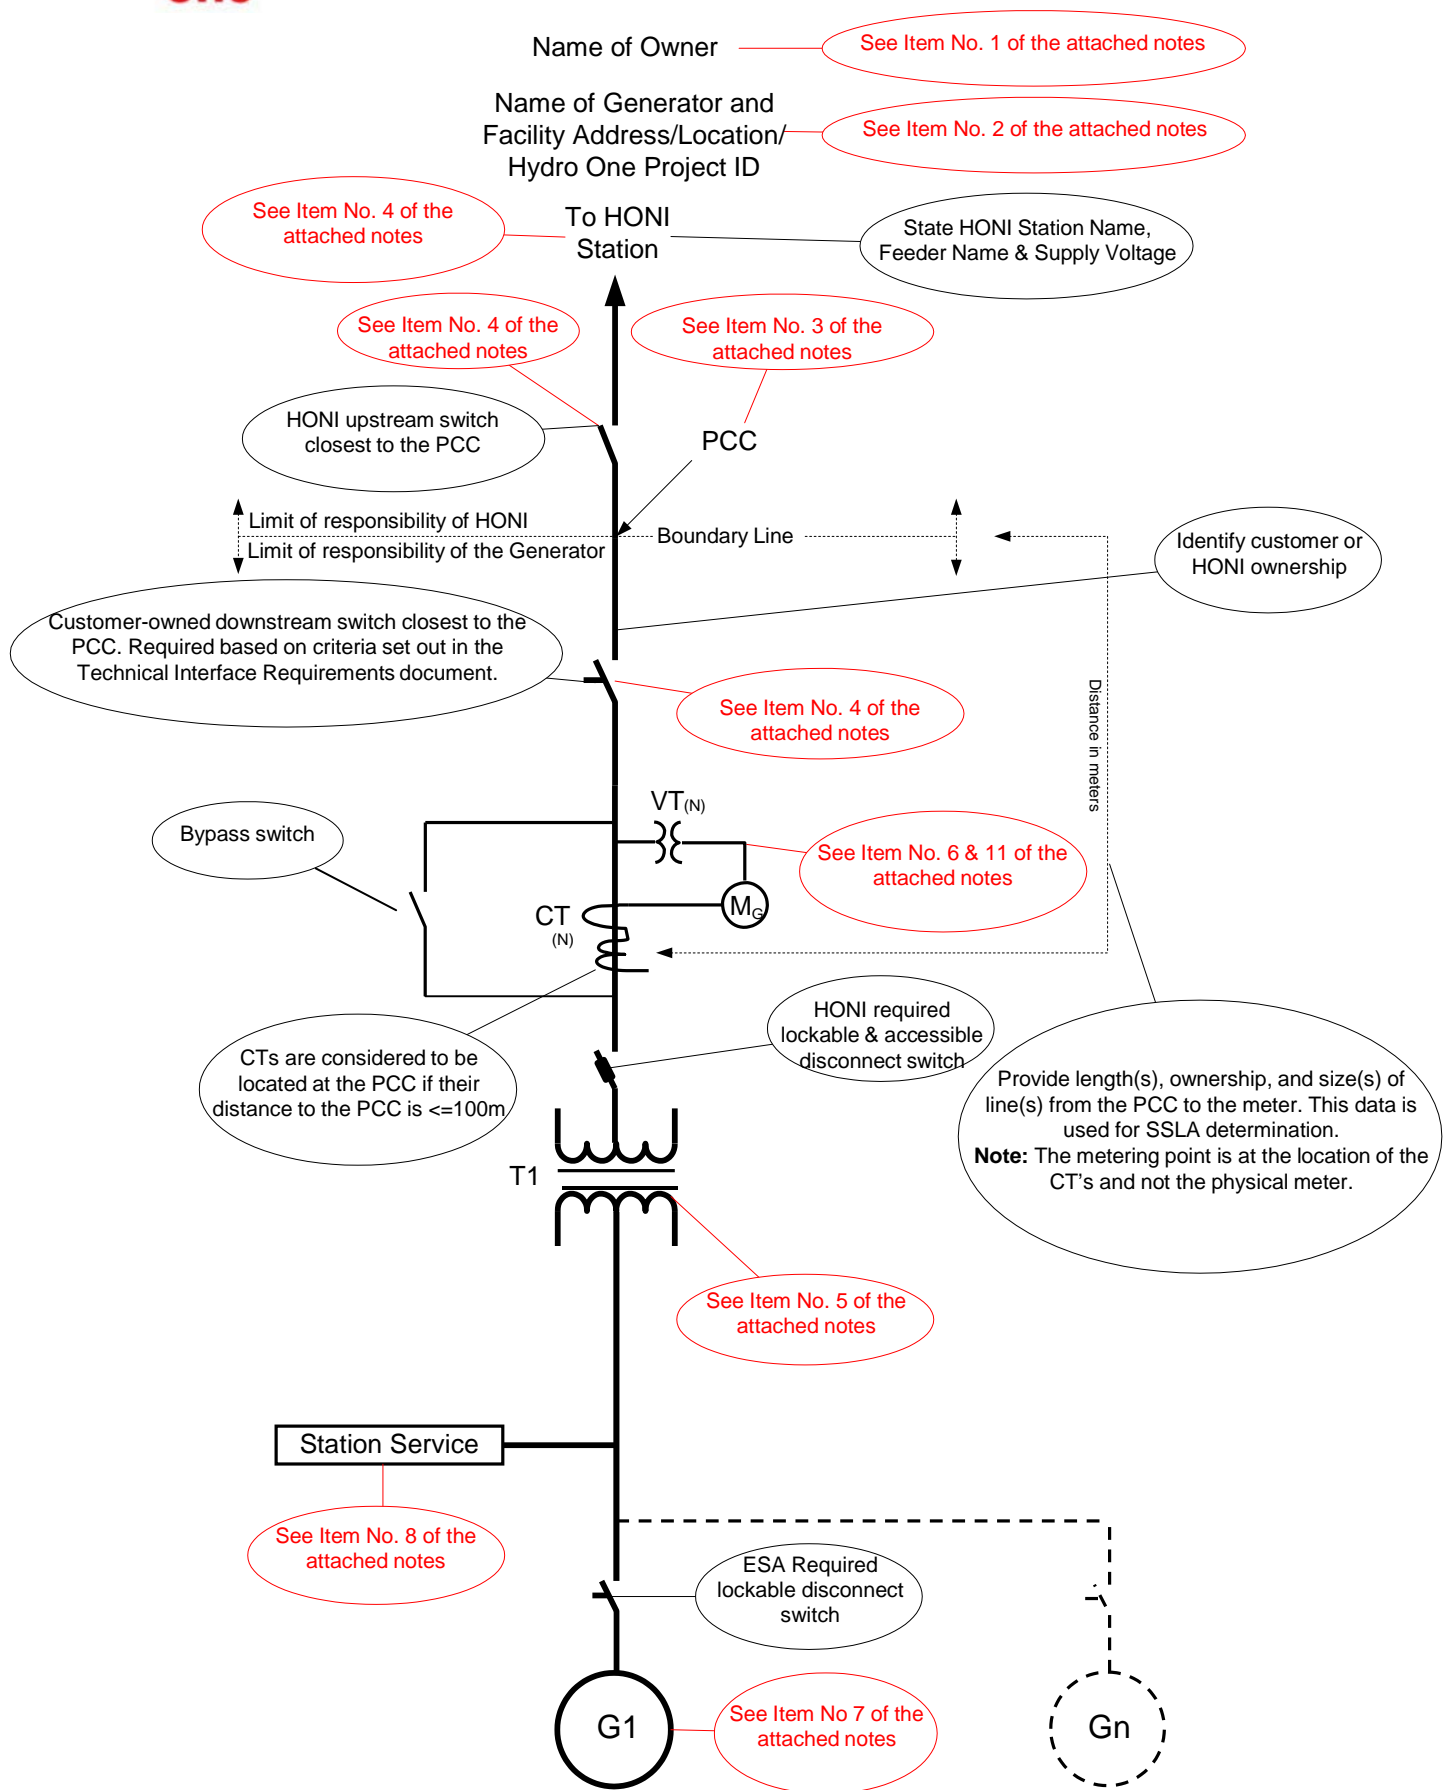 Name of Owner
See Item No. 1 of the attached notes
Name of Generator and
Facility Address/Location/
Hydro One Project ID
See Item No. 2 of the attached notes
See Item No. 4 of the
attached notes
To HONI
Station
State HONI Station Name,
Feeder Name & Supply Voltage
See Item No. 4 of the
attached notes
See Item No. 3 of the
attached notes
HONI upstream switch
closest to the PCC
PCC
Limit of responsibility of HONI
Boundary Line
Limit of responsibility of the Generator
Identify customer or
HONI ownership
Customer-owned downstream switch closest to the
PCC. Required based on criteria set out in the
Technical Interface Requirements document.
See Item No. 4 of the
attached notes
Distance in meters
VT(N)
Bypass switch
See Item No. 6 & 11 of the
attached notes
MG
CT
(N)
HONI required
lockable & accessible
disconnect switch
CTs are considered to be
located at the PCC if their
distance to the PCC is <=100m
Provide length(s), ownership, and size(s) of
line(s) from the PCC to the meter. This data is
used for SSLA determination.
Note: The metering point is at the location of the
CT's and not the physical meter.
T1
See Item No. 5 of the
attached notes
Station Service
See Item No. 8 of the
attached notes
ESA Required
lockable disconnect
switch
G1
See Item No 7 of the
attached notes
Gn